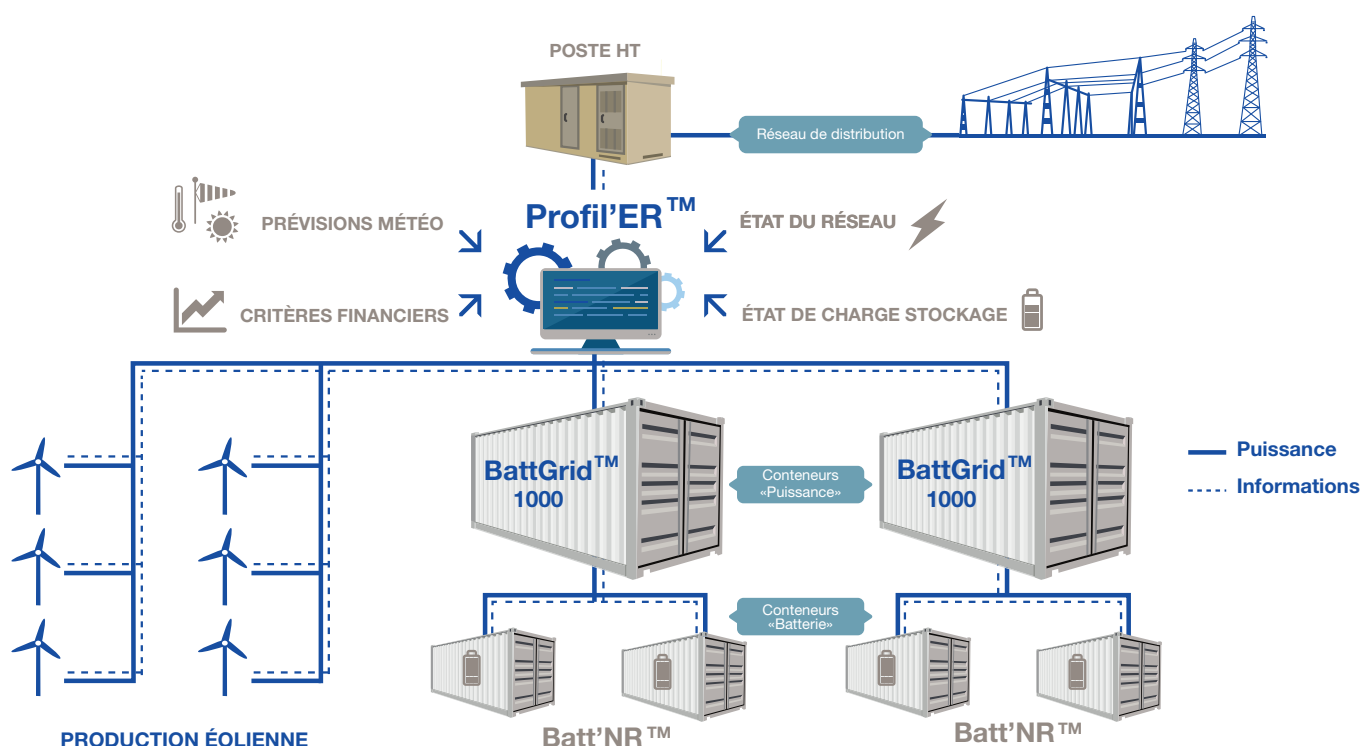 POSTE HT
Réseau de distribution
Profil'ER™
PRÉVISIONS MÉTÉO
ÉTAT DU RÉSEAU
CRITÈRES FINANCIERS
ÉTAT DE CHARGE STOCKAGE
BattGrid™
1000
Conteneurs
«Puissance»
BattGrid™
1000
Puissance
Informations
Conteneurs
«Batterie»
PRODUCTION ÉOLIENNE
Batt'NR™
Batt'NR™